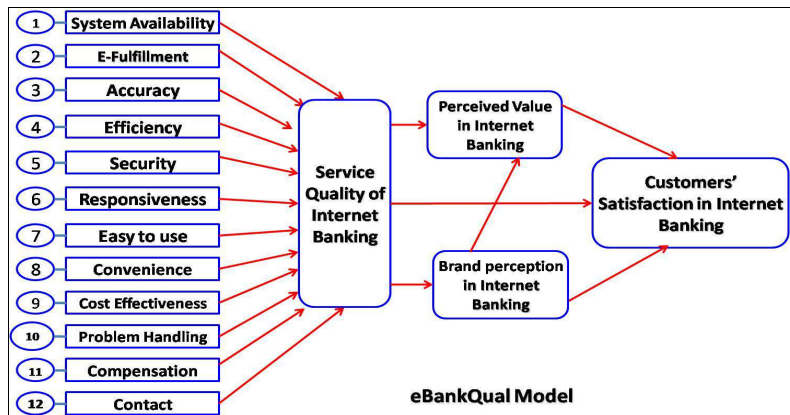 1 System Availability
2 E-Fulfillment
3 Accuracy
4 Efficiency
5 Security
6 Responsiveness
7 Easy to use
8 Convenience
9 Cost Effectiveness
10 Problem Handling
11 Compensation
12 Contact
Service
Quality of
Internet
Banking
Perceived Value
in Internet
Banking
Brand perception
in Internet
Banking
Customers’
Satisfaction in Internet
Banking
eBankQual Model